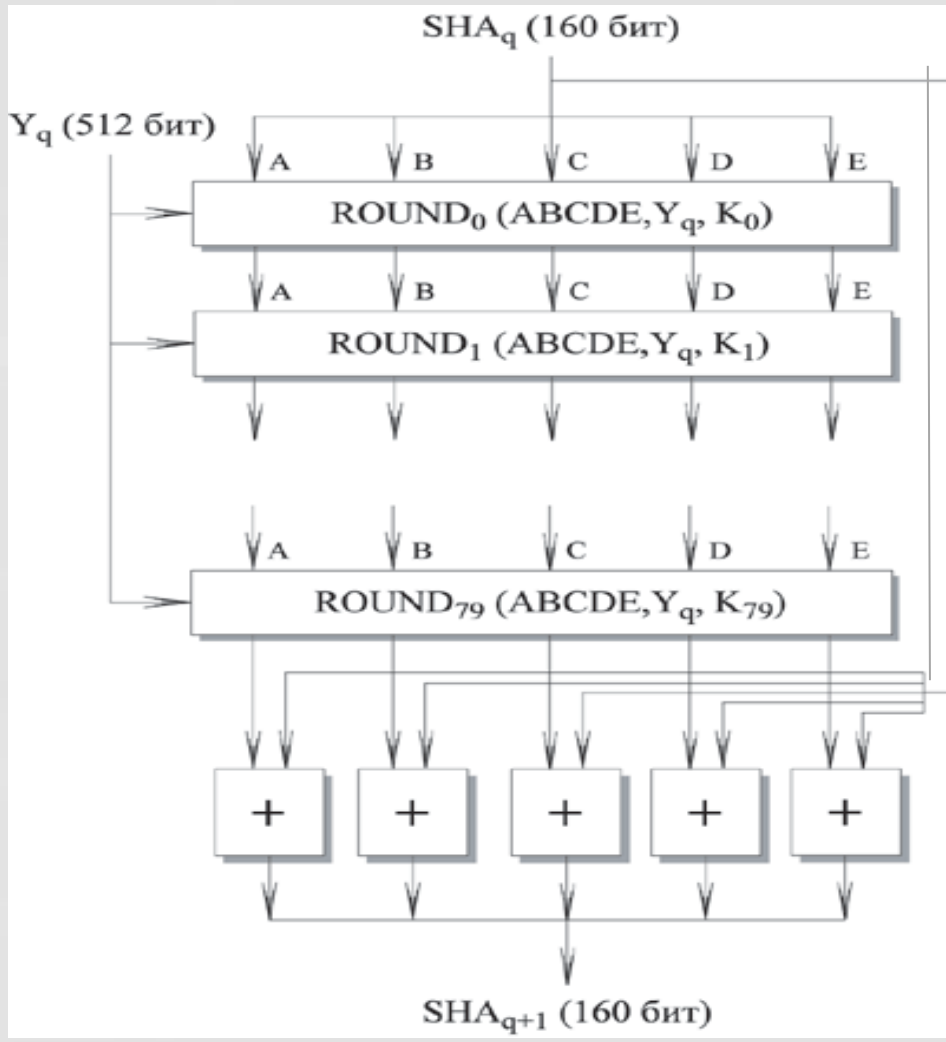 SHAq (160 бит)
Yq (512 бит)
A B C D E
ROUND0 (ABCDE,Yq, K0)
A B C D E
ROUND1 (ABCDE,Yq, K1)
A B C D E
ROUND79 (ABCDE,Yq, K79)
+ + + + +
SHAq+1 (160 бит)